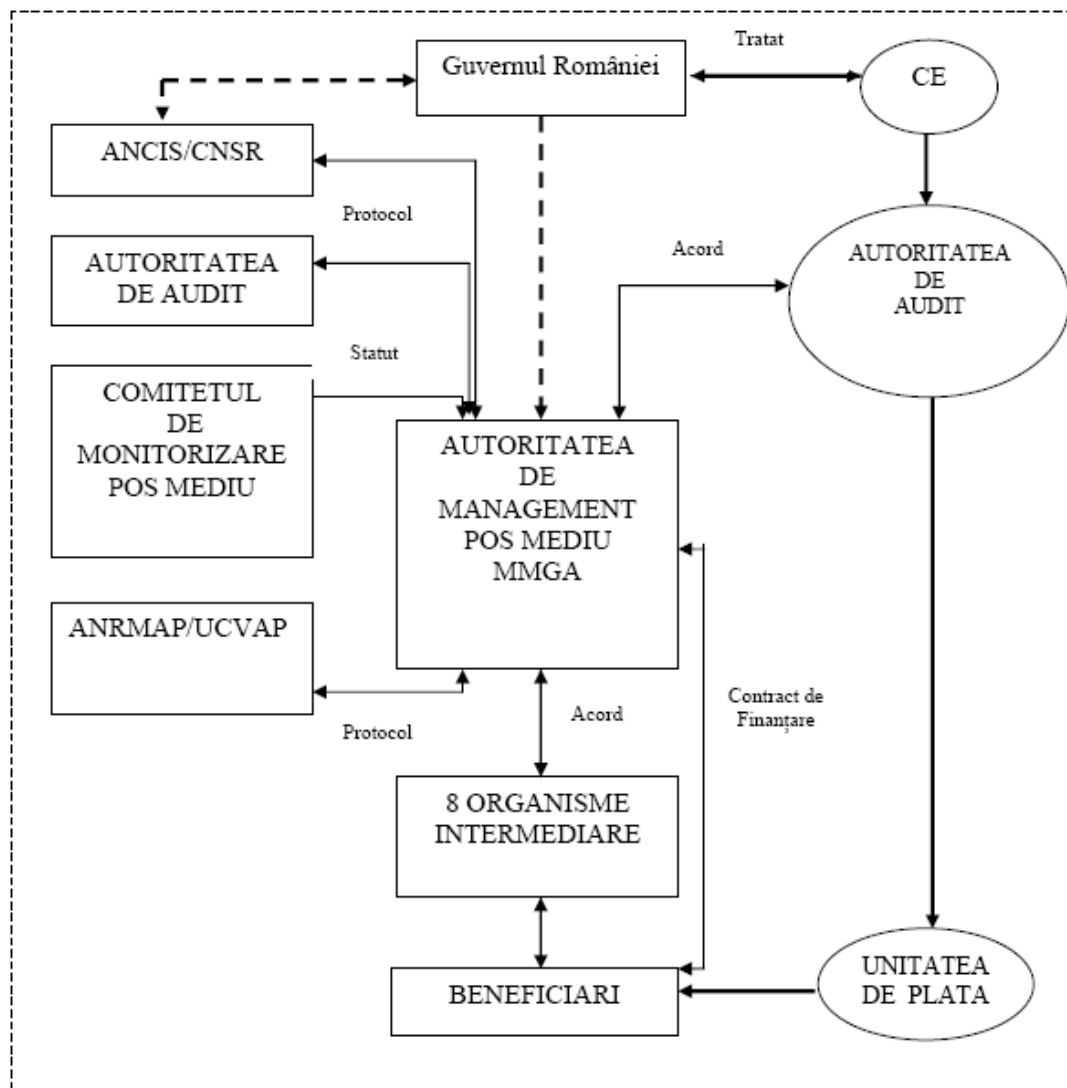 Guvernul României
Tratat
CE
ANCIS/CNSR
Protocol
AUTORITATEA
DE AUDIT
Acord
AUTORITATEA
DE
AUDIT
Statut
COMITETUL
DE
MONITORIZARE
POS MEDIU
AUTORITATEA
DE
MANAGEMENT
POS MEDIU
MMGA
ANRMAP/UCVAP
Protocol
Acord
Contract de
Finanțare
8 ORGANISME
INTERMEDIARE
BENEFICIARI
UNITATEA
DE PLATA